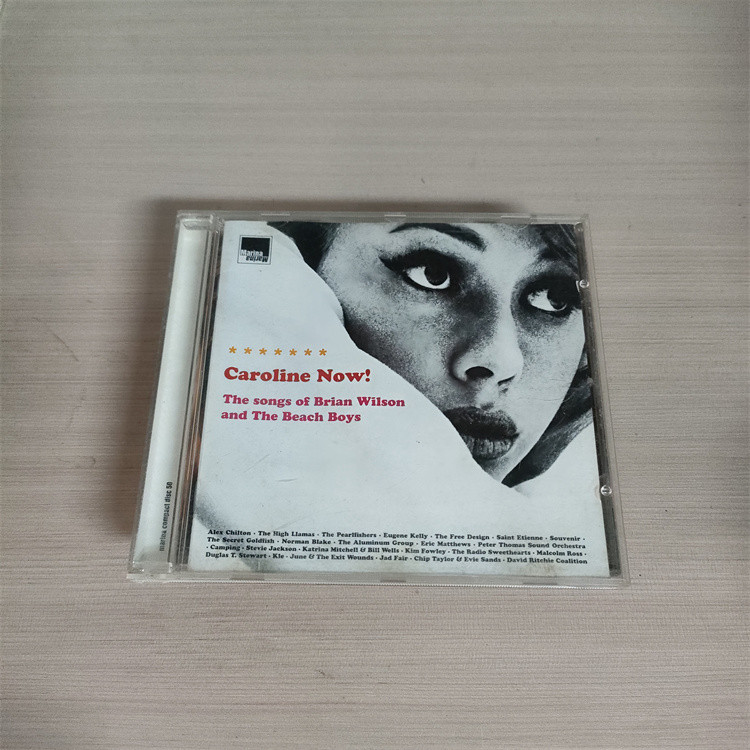 Marina
Marina
* * * * * * *
Caroline Now!
The songs of Brian Wilson
and The Beach Boys
Alex Chilton · The High Llamas · The Pearlfishers · Eugene Kelly · The Free Design · Saint Etienne · Souvenir ·
The Secret Goldfish · Norman Blake · The Aluminum Group · Eric Matthews · Peter Thomas Sound Orchestra
· Camping · Stevie Jackson · Katrina Mitchell & Bill Wells · Kim Fowley · The Radio Sweethearts · Malcolm Ross ·
Duglas T. Stewart · Kle · June & The Exit Wounds · Jad Fair · Chip Taylor & Evie Sands · David Ritchie Coalition
marina compact disc 50